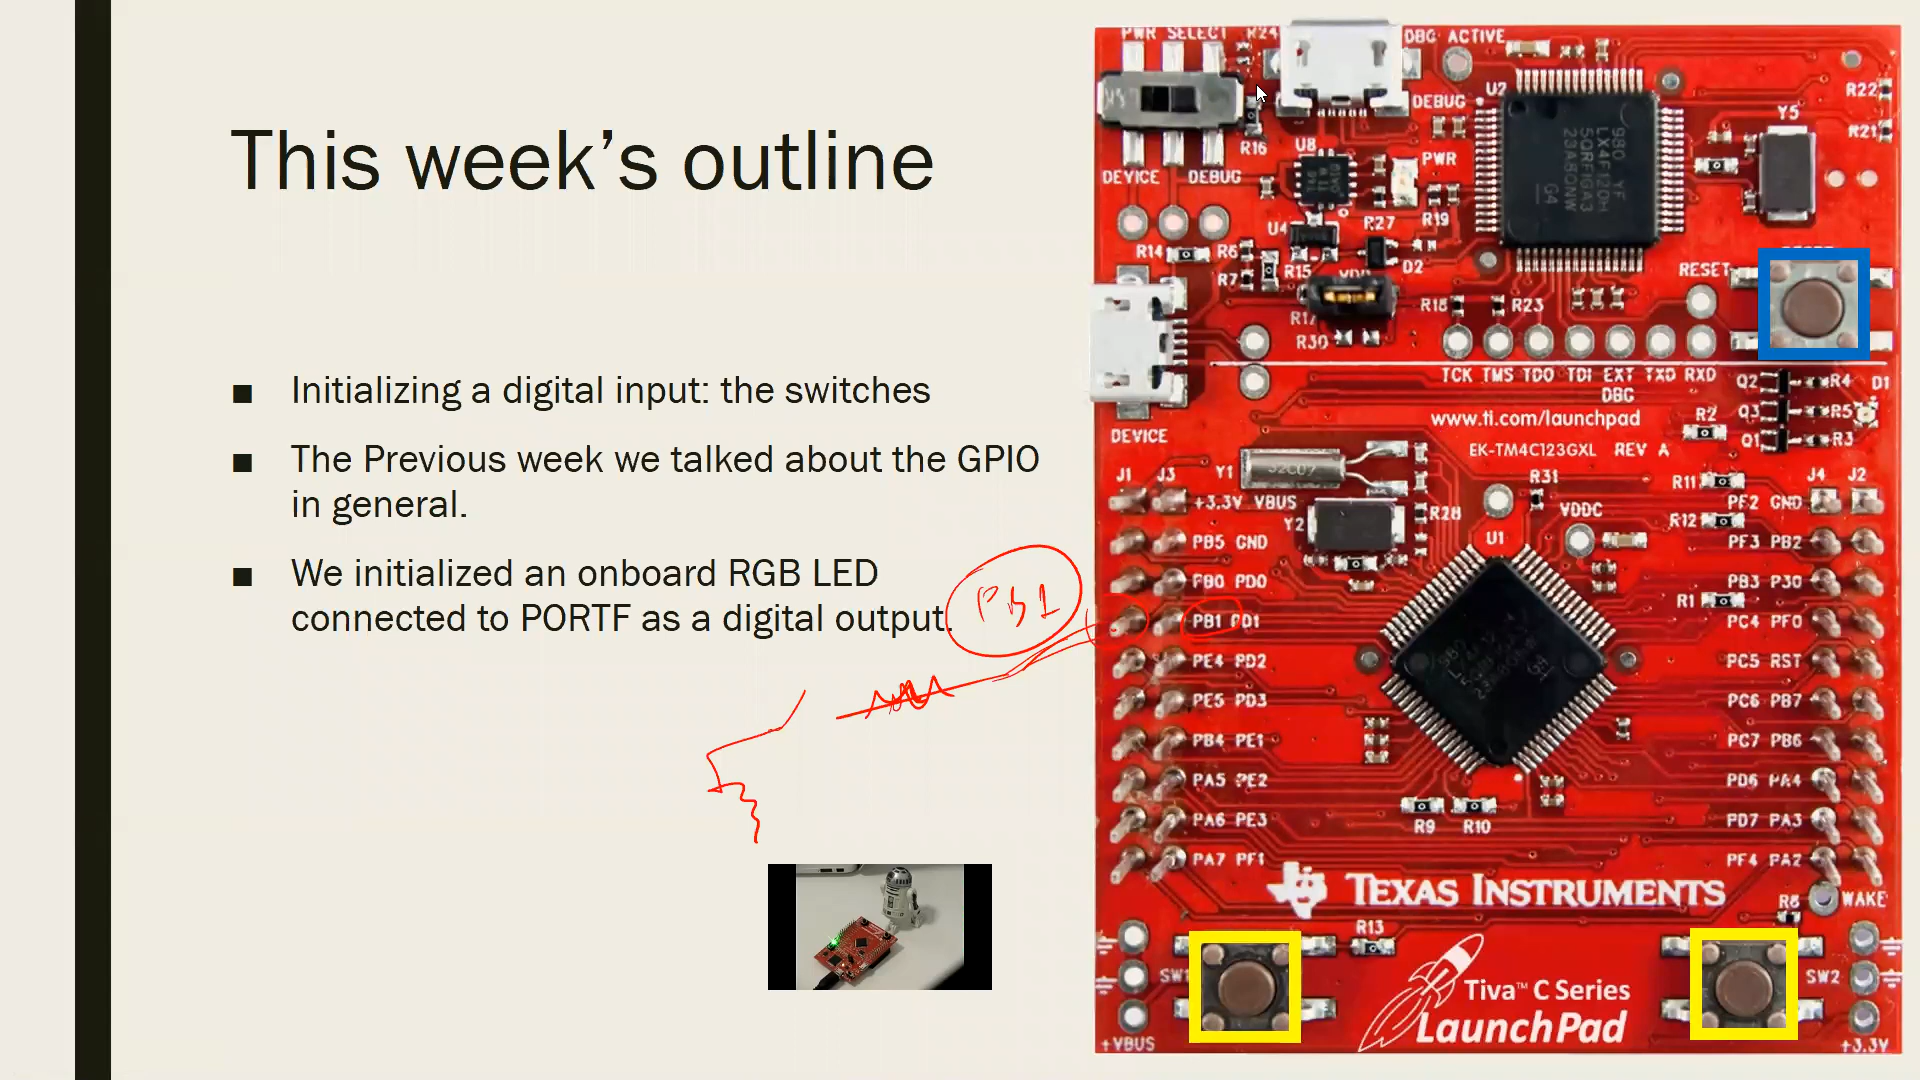 This week's outline
■ Initializing a digital input: the switches
■ The Previous week we talked about the GPIO
in general.
■ We initialized an onboard RGB LED
connected to PORTF as a digital output.
PB1
PWR SELECT
R24
DBG ACTIVE
DEBUG
U2
Y5
R22
R21
R16
U8
PWR
DEVICE
DEBUG
R27
R19
U4
R14
R6
R15
D2
R7
RESET
R17
R18
R23
R30
TCK TMS TDO TDI EXT TXD RXD
DBG
Q2
R4
D1
Q3
R5
Q1
R3
www.ti.com/launchpad
R2
DEVICE
EK-TM4C123GXL REV A
Y1
R31
R11
J1 J3
J4 J2
+3.3V VBUS
PF2 GND
R28
VDDC
Y2
R12
U1
PB5 GND
PF3 PB2
PB0 PD0
PB3 P30
R1
PB1 PD1
PC4 PF0
PE4 PD2
PC5 RST
PE5 PD3
PC6 PB7
PB4 PE1
PC7 PB6
PA5 PE2
PD6 PA4
PA6 PE3
R9
R10
PD7 PA3
PA7 PF1
PF4 PA2
TEXAS INSTRUMENTS
WAKE
R13
SW1
SW2
Tiva™ C Series
LaunchPad
+VBUS
+3.3V